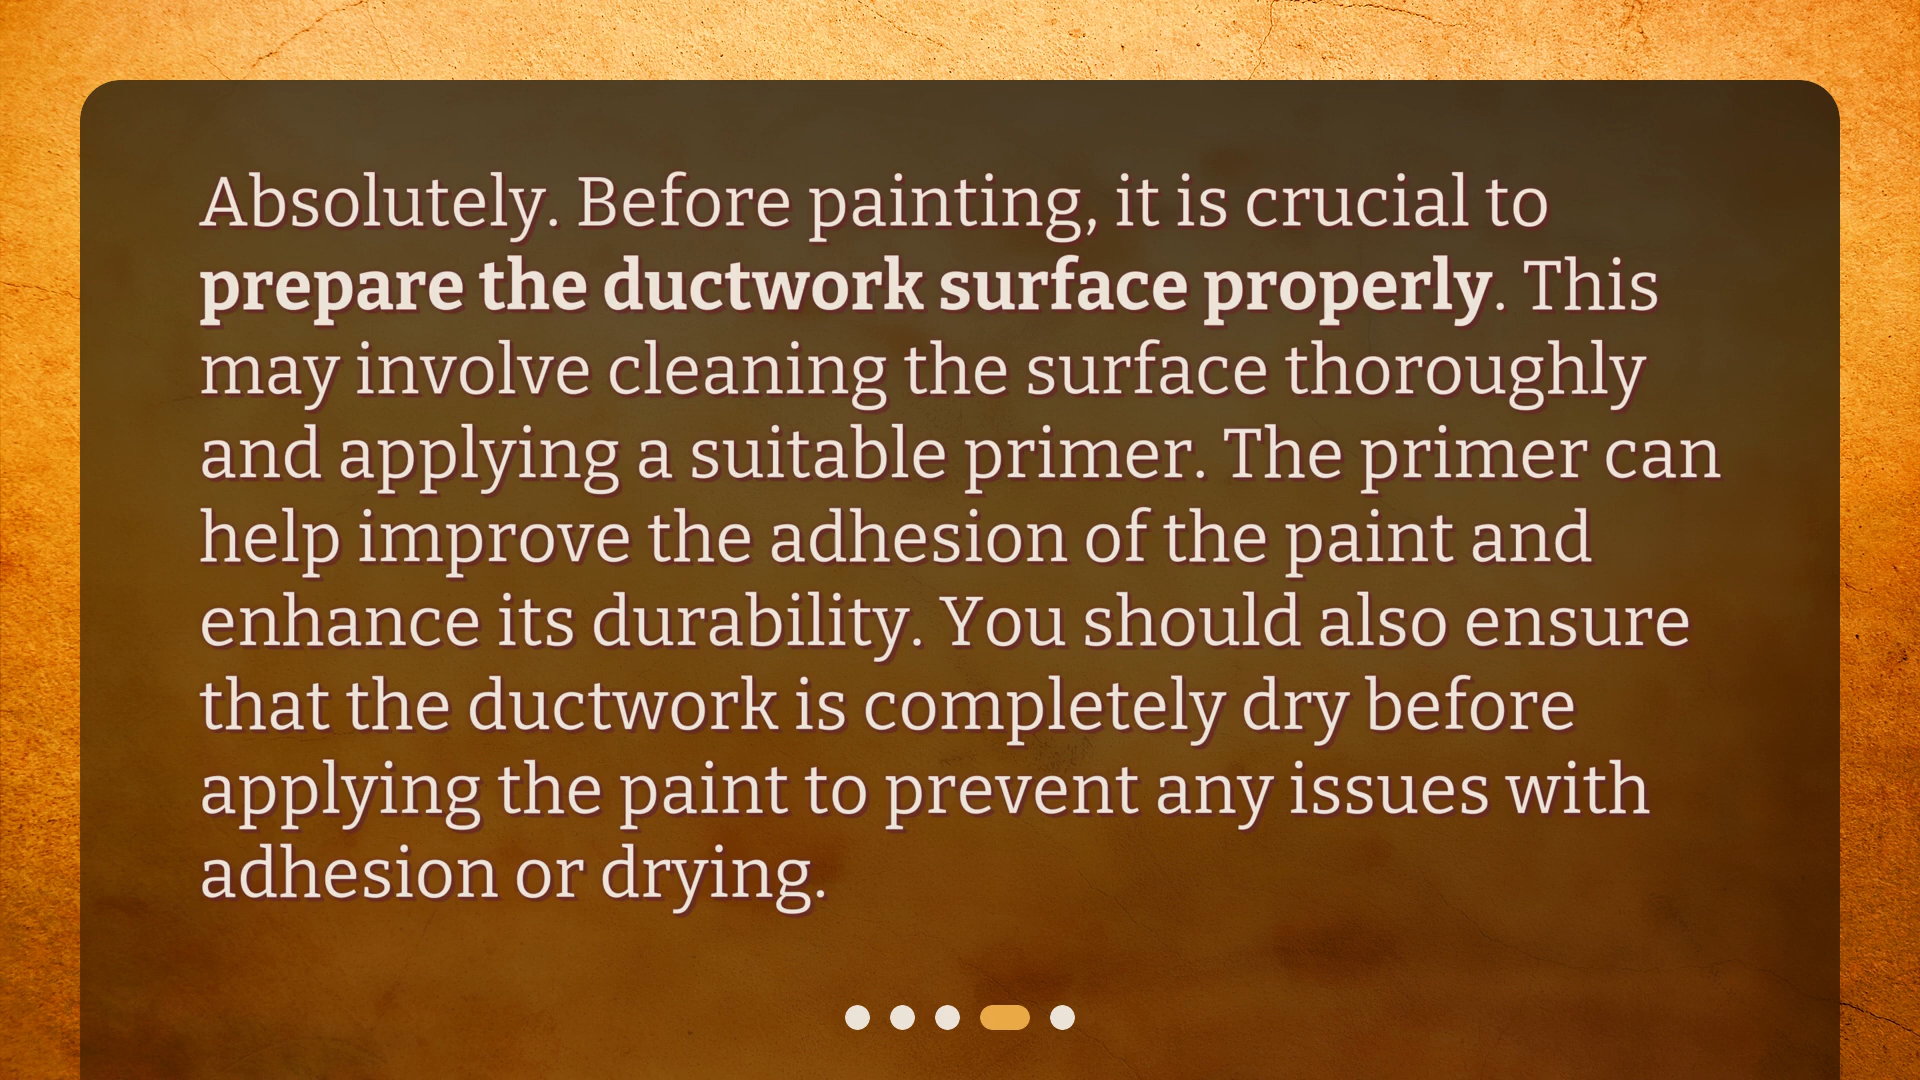 Absolutely. Before painting, it is crucial to
prepare the ductwork surface properly. This
may involve cleaning the surface thoroughly
and applying a suitable primer. The primer can
help improve the adhesion of the paint and
enhance its durability. You should also ensure
that the ductwork is completely dry before
applying the paint to prevent any issues with
adhesion or drying.